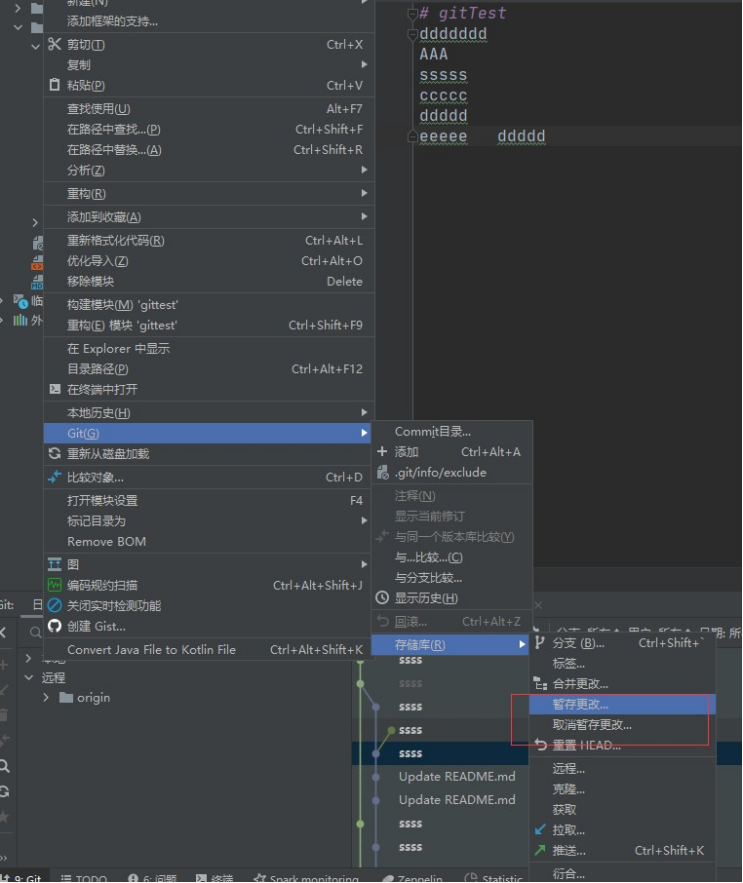 新建(N)
添加框架的支持...
剪切(T) Ctrl+X
复制
粘贴(P) Ctrl+V
查找使用(U) Alt+F7
在路径中查找...(P) Ctrl+Shift+F
在路径中替换...(A) Ctrl+Shift+R
分析(Z)
重构(R)
添加到收藏(A)
重新格式化代码(R) Ctrl+Alt+L
优化导入(Z) Ctrl+Alt+O
移除模块 Delete
构建模块(M) 'gittest'
重构(E) 模块 'gittest' Ctrl+Shift+F9
在 Explorer 中显示
目录路径(P) Ctrl+Alt+F12
在终端中打开
本地历史(H)
Git(G)
重新从磁盘加载
比较对象... Ctrl+D
打开模块设置 F4
标记目录为
Remove BOM
图
编码规约扫描 Ctrl+Alt+Shift+J
关闭实时检测功能
创建 Gist...
Convert Java File to Kotlin File Ctrl+Alt+Shift+K
# gitTest
ddddddd
AAA
sssss
ccccc
ddddd
eeeee ddddd
临
外
Commit目录...
添加 Ctrl+Alt+A
.git/info/exclude
注释(N)
显示当前修订
与同一个版本库比较(Y)
与...比较...(C)
与分支比较...
显示历史(H)
回滚... Ctrl+Alt+Z
存储库(R)
分支 (B)... Ctrl+Shift+`
标签...
合并更改...
暂存更改...
取消暂存更改...
重置 HEAD...
远程...
克隆...
获取
拉取...
推送... Ctrl+Shift+K
衍合...
Git:
远程
origin
ssss
ssss
ssss
ssss
ssss
Update README.md
Update README.md
ssss
ssss
9: Git TODO 6: 问题 终端 Spark monitoring Zeppelin Statistic